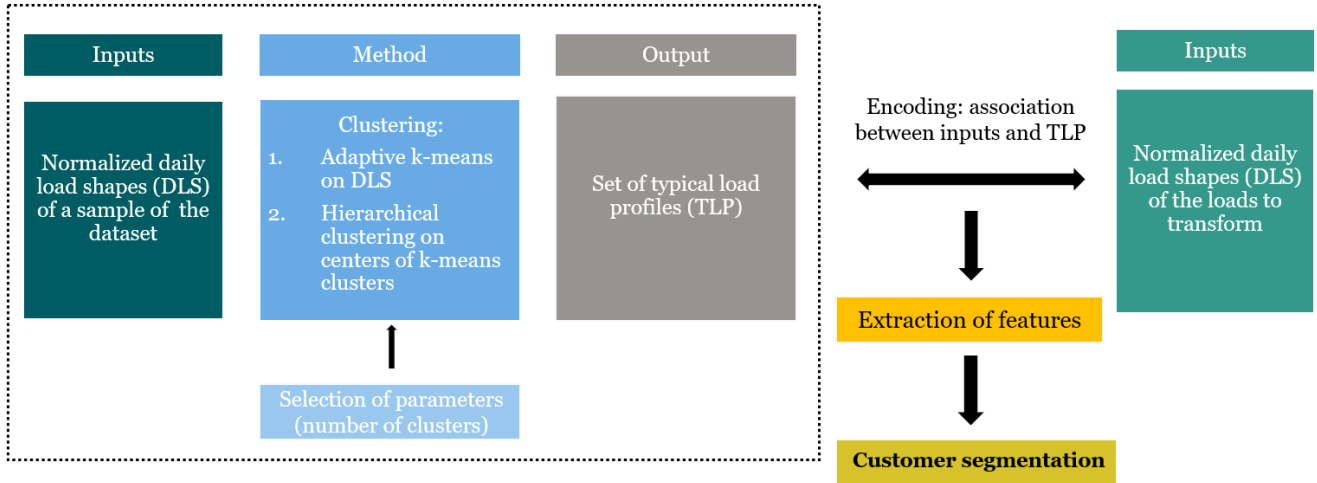 Inputs
Normalized daily
load shapes (DLS)
of a sample of the
dataset
Method
Clustering:
1. Adaptive k-means
on DLS
2. Hierarchical
clustering on
centers of k-means
clusters
Selection of parameters
(number of clusters)
Output
Set of typical load
profiles (TLP)
Encoding: association
between inputs and TLP
Extraction of features
Customer segmentation
Inputs
Normalized daily
load shapes (DLS)
of the loads to
transform